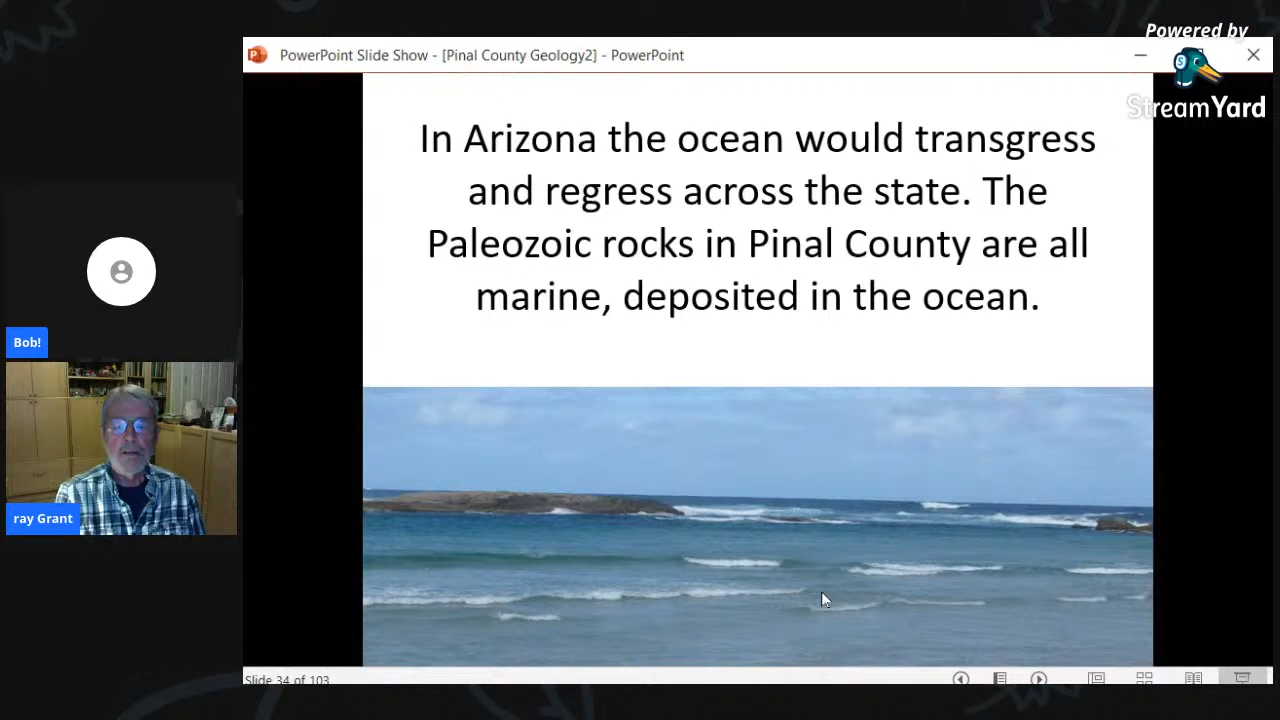 Powered by
StreamYard
PowerPoint Slide Show - [Pinal County Geology2] - PowerPoint
In Arizona the ocean would transgress
and regress across the state. The
Paleozoic rocks in Pinal County are all
marine, deposited in the ocean.
Bob!
ray Grant
Slide 34 of 103